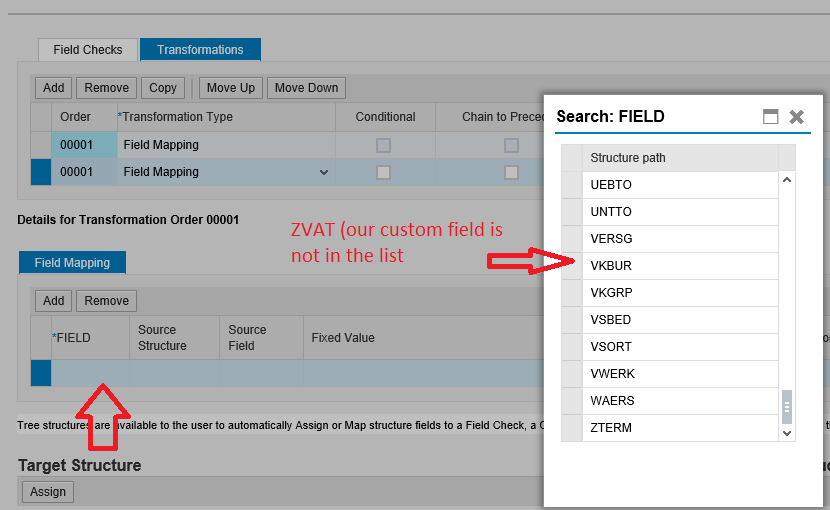 Field Checks
Transformations
Add Remove Copy Move Up Move Down
Order *Transformation Type Conditional Chain to Preced
00001 Field Mapping
00001 Field Mapping
Details for Transformation Order 00001
ZVAT (our custom field is
not in the list
Field Mapping
Add Remove
*FIELD Source Structure Source Field Fixed Value
Tree structures are available to the user to automatically Assign or Map structure fields to a Field Check, a C
Target Structure
Assign
Search: FIELD
Structure path
UEBTO
UNTTO
VERSG
VKBUR
VKGRP
VSBED
VSORT
VWERK
WAERS
ZTERM